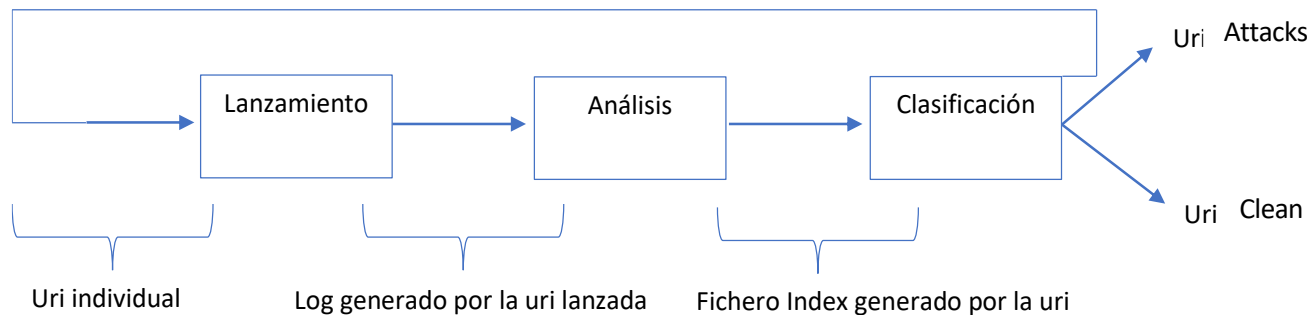 Uri Attacks
Lanzamiento
Análisis
Clasificación
Uri Clean
Uri individual
Log generado por la uri lanzada
Fichero Index generado por la uri